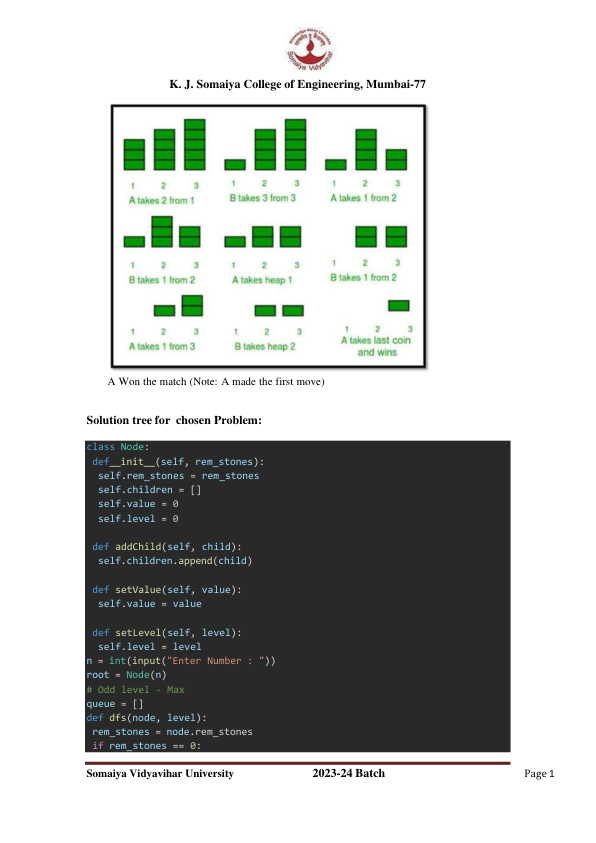 Somaiya Vidyavihar
K. J. Somaiya College of Engineering, Mumbai-77
1 2 3
A takes 2 from 1
1 2 3
B takes 3 from 3
1 2 3
A takes 1 from 2
1 2 3
B takes 1 from 2
1 2 3
A takes heap 1
1 2 3
B takes 1 from 2
1 2 3
A takes 1 from 3
1 2 3
B takes heap 2
1 2 3
A takes last coin
and wins
A Won the match (Note: A made the first move)
Solution tree for chosen Problem:
class Node:
def__init__(self, rem_stones):
self.rem_stones = rem_stones
self.children = []
self.value = 0
self.level = 0
def addChild(self, child):
self.children.append(child)
def setValue(self, value):
self.value = value
def setLevel(self, level):
self.level = level
n = int(input("Enter Number : "))
root = Node(n)
# Odd level - Max
queue = []
def dfs(node, level):
rem_stones = node.rem_stones
if rem_stones == 0:
Somaiya Vidyavihar University 2023-24 Batch Page 1